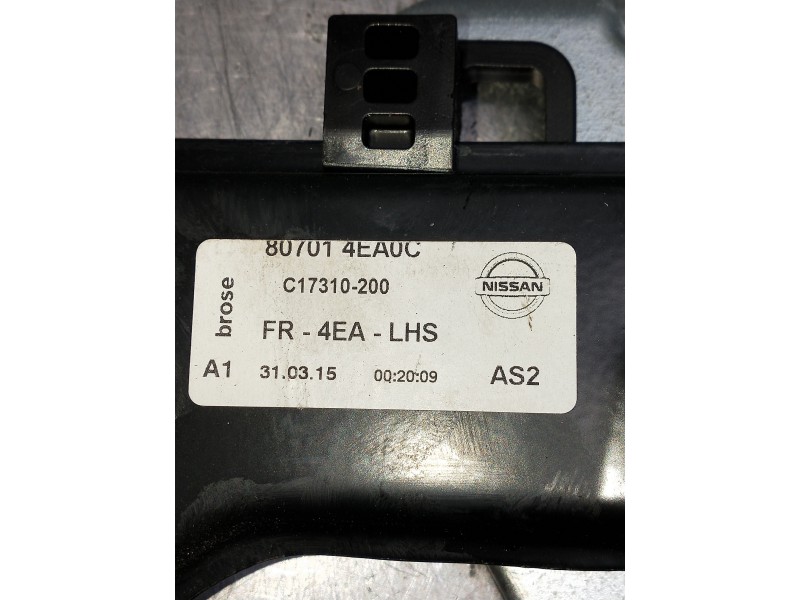 80701 4EA0C
C17310-200
NISSAN
brose
FR - 4EA - LHS
A1 31.03.15 00:20:09 AS2